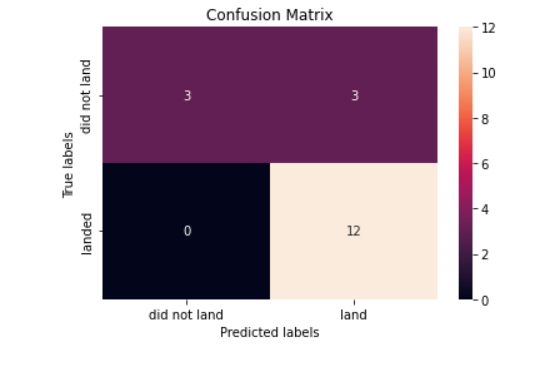 Confusion Matrix
True labels
did not land
landed
3 3
0 12
did not land land
Predicted labels
12
10
8
6
4
2
0